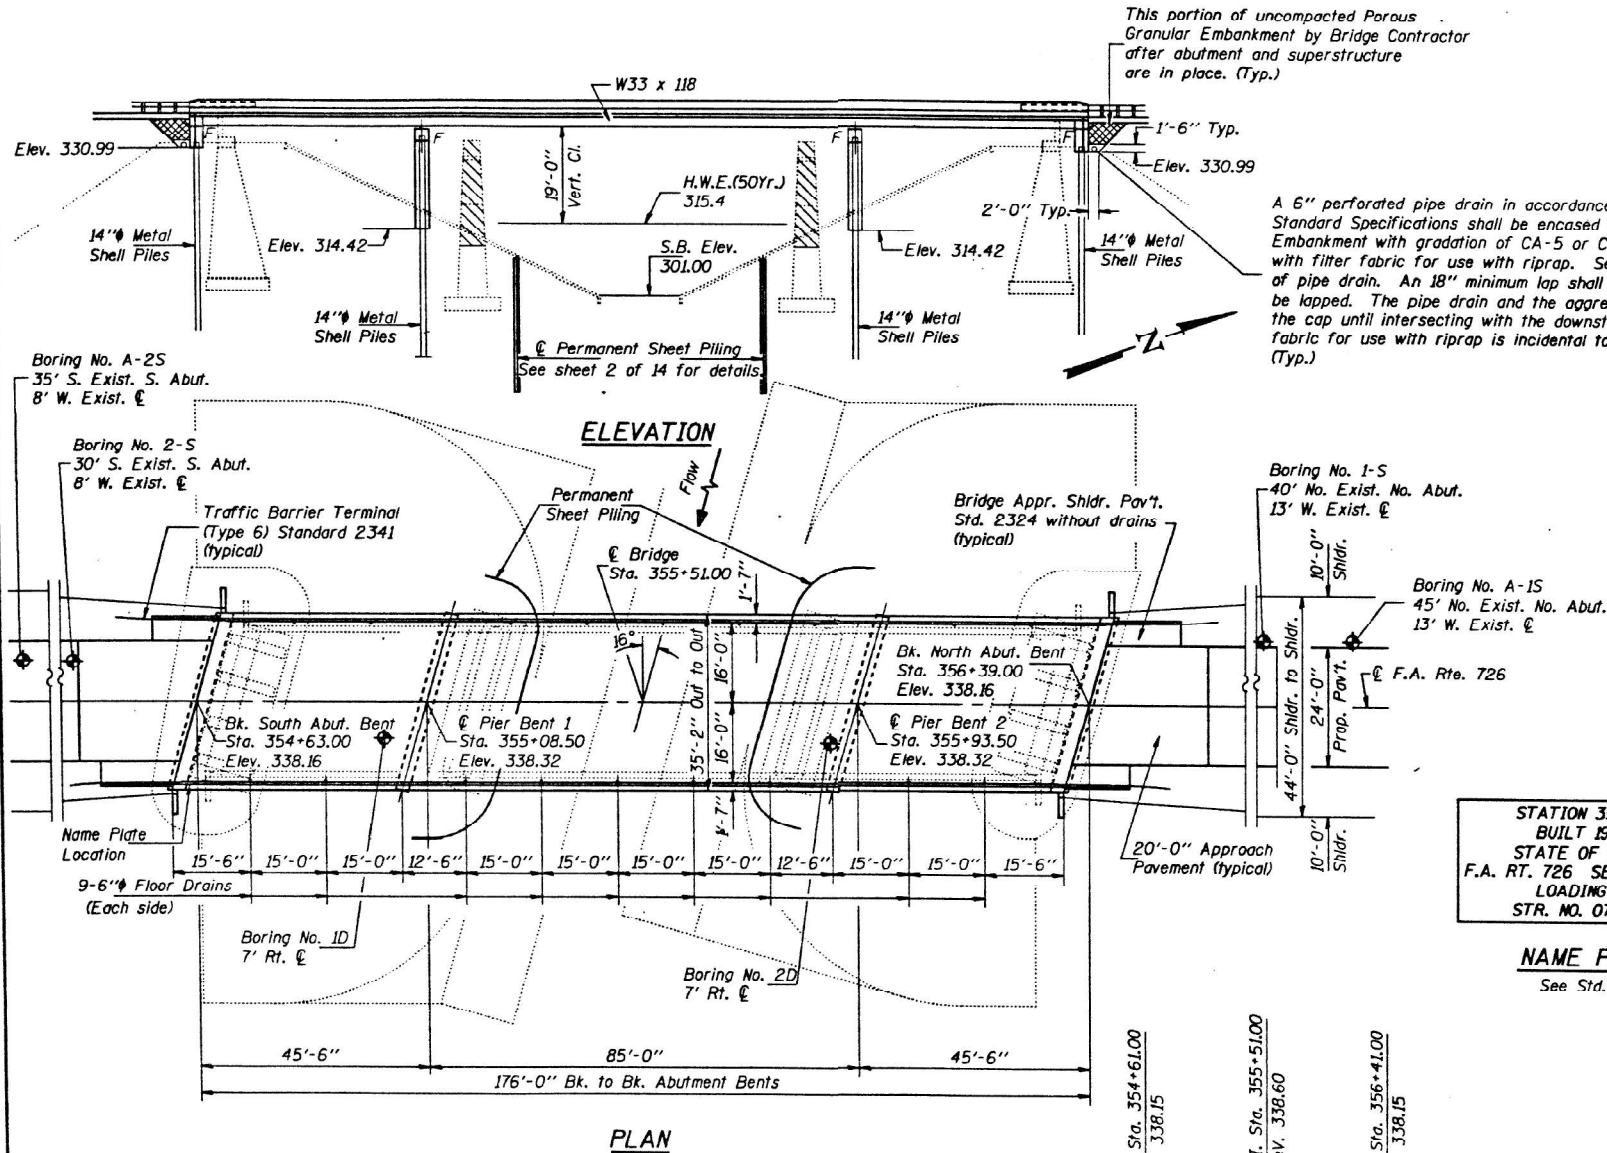 This portion of uncompacted Porous
Granular Embankment by Bridge Contractor
after abutment and superstructure
are in place. (Typ.)
W33 x 118
Elev. 330.99
F
F
1'-6" Typ.
Elev. 330.99
19'-0"
Vert. Cl.
H.W.E.(50Yr.)
315.4
2'-0" Typ.
14"φ Metal
Shell Piles
Elev. 314.42
S.B. Elev.
301.00
Elev. 314.42
14"φ Metal
Shell Piles
A 6" perforated pipe drain in accordance
Standard Specifications shall be encased
Embankment with gradation of CA-5 or C
with filter fabric for use with riprap. Se
of pipe drain. An 18" minimum lap shall
be lapped. The pipe drain and the aggre
the cap until intersecting with the downst
fabric for use with riprap is incidental to
(Typ.)
14"φ Metal
Shell Piles
14"φ Metal
Shell Piles
℄ Permanent Sheet Piling
See sheet 2 of 14 for details.
N
ELEVATION
Boring No. A-2S
35' S. Exist. S. Abut.
8' W. Exist. ℄
Boring No. 2-S
30' S. Exist. S. Abut.
8' W. Exist. ℄
Traffic Barrier Terminal
(Type 6) Standard 2341
(typical)
Permanent
Sheet Piling
Flow
℄ Bridge
Sta. 355+51.00
16°
Bridge Appr. Shldr. Pav't.
Std. 2324 without drains
(typical)
Boring No. 1-S
40' No. Exist. No. Abut.
13' W. Exist. ℄
Boring No. A-1S
45' No. Exist. No. Abut.
13' W. Exist. ℄
10'-0"
Shldr.
1'-7"
16'-0"
16'-0"
35'-2" Out to Out
1'-7"
Bk. North Abut. Bent
Sta. 356+39.00
Elev. 338.16
℄ F.A. Rte. 726
44'-0" Shldr. to Shldr.
24'-0"
Prop. Pav't.
10'-0"
Shldr.
Bk. South Abut. Bent
Sta. 354+63.00
Elev. 338.16
℄ Pier Bent 1
Sta. 355+08.50
Elev. 338.32
℄ Pier Bent 2
Sta. 355+93.50
Elev. 338.32
Name Plate
Location
15'-6" 15'-0" 15'-0" 12'-6" 15'-0" 15'-0" 15'-0" 15'-0" 12'-6" 15'-0" 15'-0" 15'-6"
9-6"φ Floor Drains
(Each side)
20'-0" Approach
Pavement (typical)
Boring No. 1D
7' Rt. ℄
Boring No. 2D
7' Rt. ℄
STATION 3
BUILT 19
STATE OF
F.A. RT. 726 SE
LOADING
STR. NO. 07
NAME P
See Std.
45'-6" 85'-0" 45'-6"
176'-0" Bk. to Bk. Abutment Bents
Sta. 354+61.00
338.15
T. Sta. 355+51.00
EV. 338.60
Sta. 356+41.00
338.15
PLAN